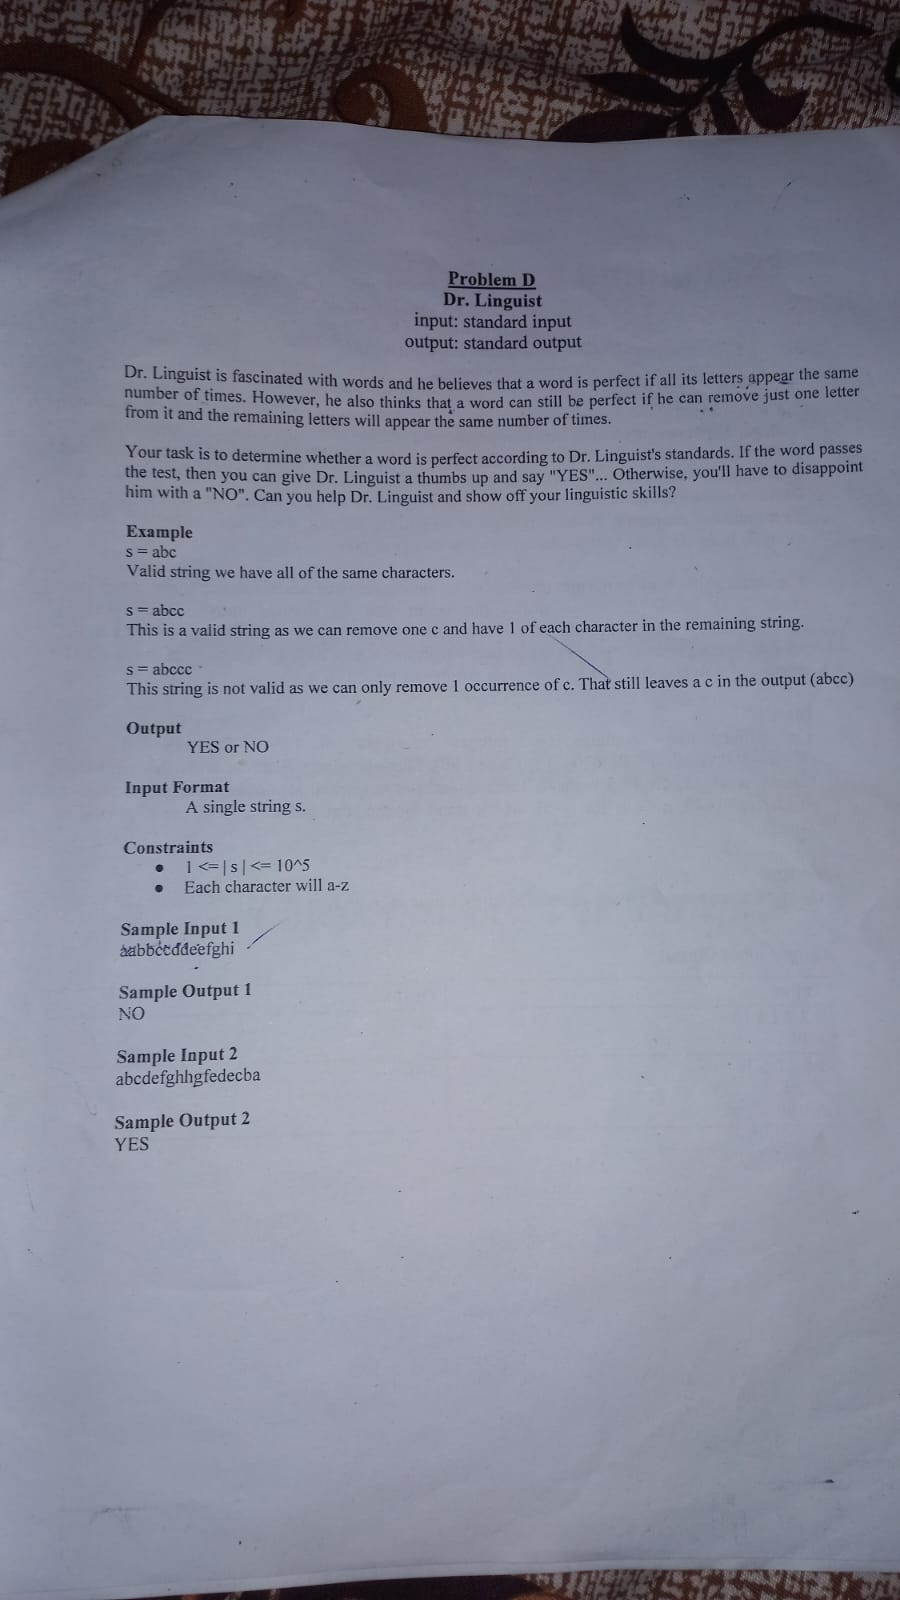 Problem D
Dr. Linguist
input: standard input
output: standard output
Dr. Linguist is fascinated with words and he believes that a word is perfect if all its letters appear the same
number of times. However, he also thinks that a word can still be perfect if he can remove just one letter
from it and the remaining letters will appear the same number of times.
Your task is to determine whether a word is perfect according to Dr. Linguist's standards. If the word passes
the test, then you can give Dr. Linguist a thumbs up and say "YES"... Otherwise, you'll have to disappoint
him with a "NO". Can you help Dr. Linguist and show off your linguistic skills?
Example
s = abc
Valid string we have all of the same characters.
s = abcc
This is a valid string as we can remove one c and have 1 of each character in the remaining string.
s = abccc
This string is not valid as we can only remove 1 occurrence of c. That still leaves a c in the output (abcc)
Output
YES or NO
Input Format
A single string s.
Constraints
• 1 <= | s | <= 10^5
• Each character will a-z
Sample Input 1
aabbccddeefghi
Sample Output 1
NO
Sample Input 2
abcdefghhgfedecba
Sample Output 2
YES